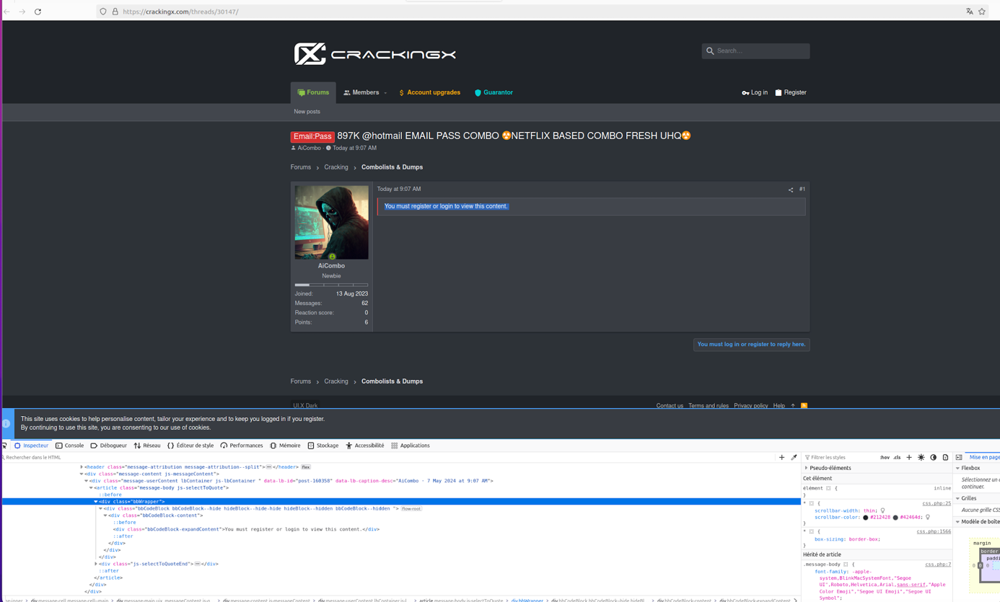 https://crackingx.com/threads/30147/
CRACKINGX
Search…
Forums Members Account upgrades Guarantor Log in Register
New posts
Email:Pass 897K @hotmail EMAIL PASS COMBO ☢NETFLIX BASED COMBO FRESH UHQ☢
AiCombo · Today at 9:07 AM
Forums › Cracking › Combolists & Dumps
Today at 9:07 AM #1
You must register or login to view this content.
AiCombo
Newbie
Joined: 13 Aug 2023
Messages: 62
Reaction score: 0
Points: 6
You must log in or register to reply here.
Forums › Cracking › Combolists & Dumps
UI.X Dark Contact us Terms and rules Privacy policy Help
This site uses cookies to help personalise content, tailor your experience and to keep you logged in if you register.
By continuing to use this site, you are consenting to our use of cookies.
Inspecteur Console Débogueur Réseau {} Éditeur de style Performances Mémoire Stockage Accessibilité Applications
Rechercher dans le HTML
<header class="message-attribution message-attribution--split"></header> flex
<div class="message-content js-messageContent">
<div class="message-userContent lbContainer js-lbContainer " data-lb-id="post-160358" data-lb-caption-desc="AiCombo · 7 May 2024 at 9:07 AM">
<article class="message-body js-selectToQuote">
::before
<div class="bbWrapper">
<div class="bbCodeBlock bbCodeBlock--hide hideBlock--hide-hide hideBlock--hidden bbCodeBlock--hidden "> flow-root
<div class="bbCodeBlock-content">
::before
<div class="bbCodeBlock-expandContent">You must register or login to view this content.</div>
::after
</div>
</div>
</div>
<div class="js-selectToQuoteEnd"></div>
::after
</article>
</div>
</div>
Filtrer les styles :hov .cls
Pseudo-éléments
Cet élément
élément { inline
}
* { css.php:25
scrollbar-width: thin;
scrollbar-color: #212428 #42464d;
}
* { css.php:1566
box-sizing: border-box;
}
Hérité de article
.message-body { css.php:7
font-family: -apple-
system,BlinkMacSystemFont,"Segoe
UI",Roboto,Helvetica,Arial,sans-serif,"Apple
Color Emoji","Segoe UI Emoji","Segoe UI
Symbol";
Mise en page
Flexbox
Sélectionnez un
continuer.
Grilles
Aucune grille CSS
Modèle de boîte
margin
border
0 0 0